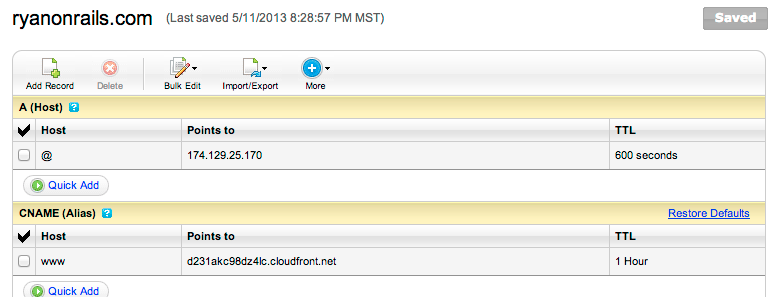 ryanonrails.com (Last saved 5/11/2013 8:28:57 PM MST) Saved
Add Record Delete Bulk Edit Import/Export More
A (Host) ?
Host Points to TTL
@ 174.129.25.170 600 seconds
Quick Add
CNAME (Alias) ? Restore Defaults
Host Points to TTL
www d231akc98dz4lc.cloudfront.net 1 Hour
Quick Add